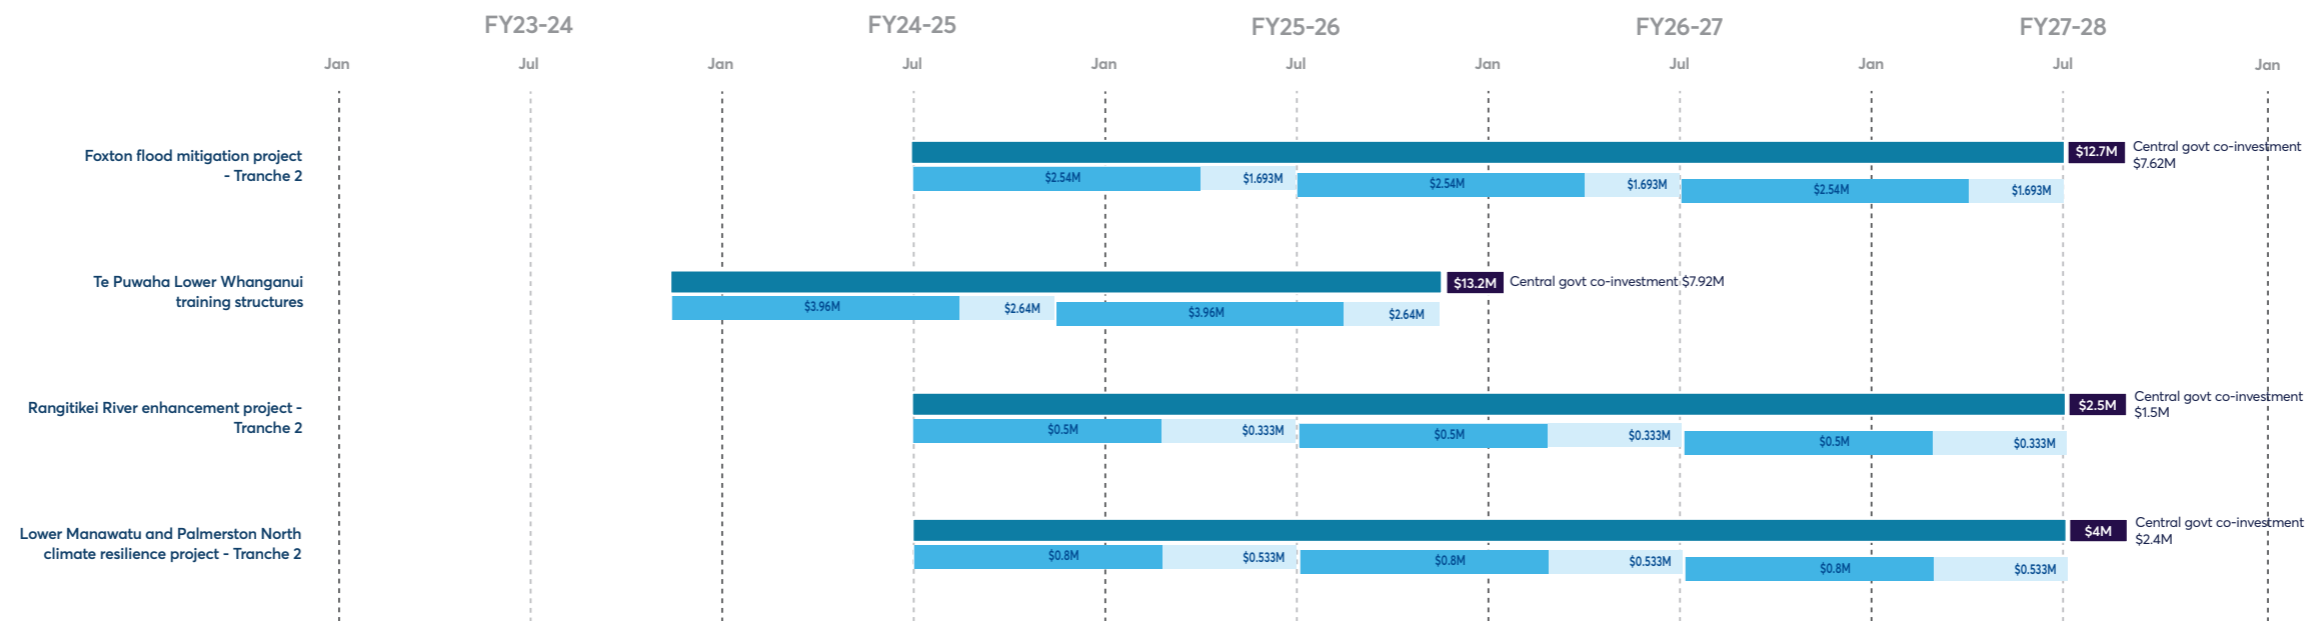 FY23-24 FY24-25 FY25-26 FY26-27 FY27-28
Jan Jul Jan Jul Jan Jul Jan Jul Jan Jul Jan
Foxton flood mitigation project
- Tranche 2
$12.7M
Central govt co-investment
$7.62M
$2.54M $1.693M $2.54M $1.693M $2.54M $1.693M
Te Puwaha Lower Whanganui
training structures
$13.2M Central govt co-investment $7.92M
$3.96M $2.64M $3.96M $2.64M
Rangitikei River enhancement project -
Tranche 2
$2.5M
Central govt co-investment
$1.5M
$0.5M $0.333M $0.5M $0.333M $0.5M $0.333M
Lower Manawatu and Palmerston North
climate resilience project - Tranche 2
$4M
Central govt co-investment
$2.4M
$0.8M $0.533M $0.8M $0.533M $0.8M $0.533M